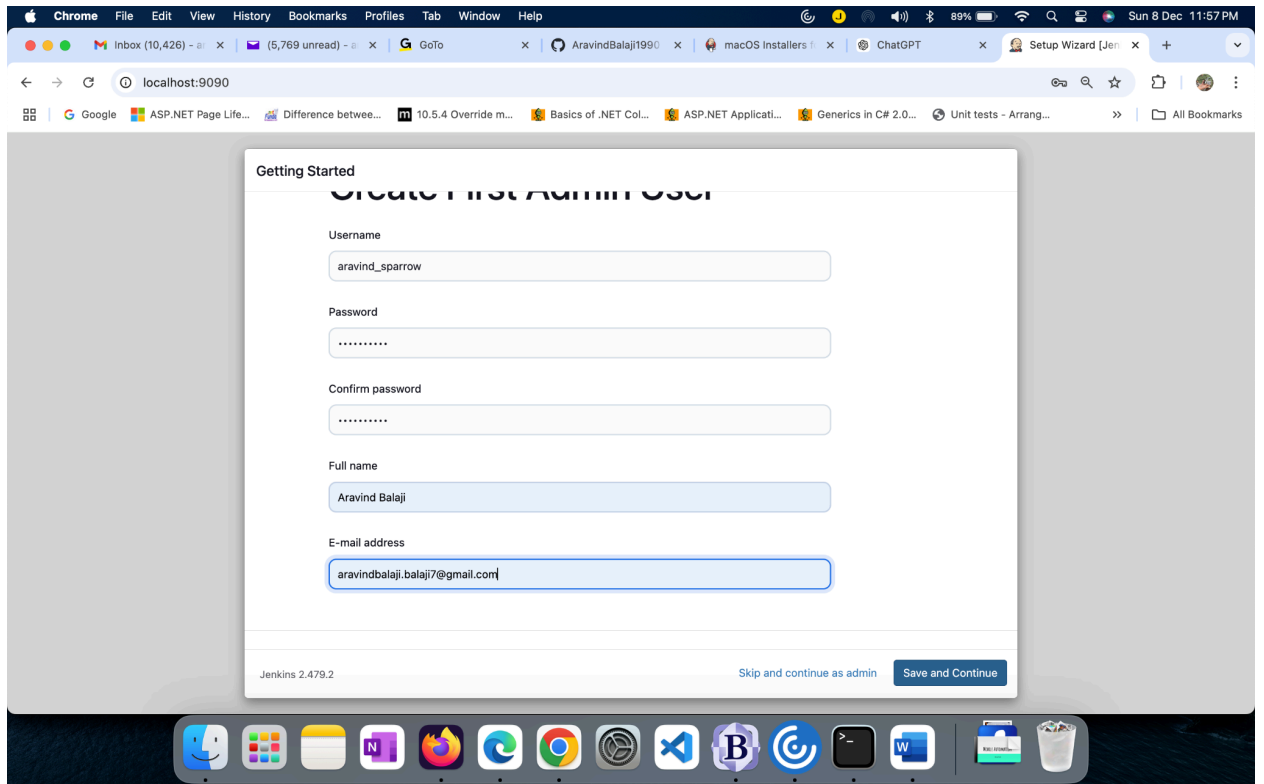 Chrome File Edit View History Bookmarks Profiles Tab Window Help J 89% Sun 8 Dec 11:57 PM
Inbox (10,426) - a (5,769 unread) - a G GoTo AravindBalaji1990 macOS Installers f ChatGPT Setup Wizard [Jen
localhost:9090
Google ASP.NET Page Life... Difference betwee... m 10.5.4 Override m... Basics of .NET Col... ASP.NET Applicati... Generics in C# 2.0... Unit tests - Arrang... >> All Bookmarks
Getting Started
Create First Admin User
Username
aravind_sparrow
Password
••••••••••
Confirm password
••••••••••
Full name
Aravind Balaji
E-mail address
aravindbalaji.balaji7@gmail.com
Jenkins 2.479.2 Skip and continue as admin Save and Continue
N B >_ W